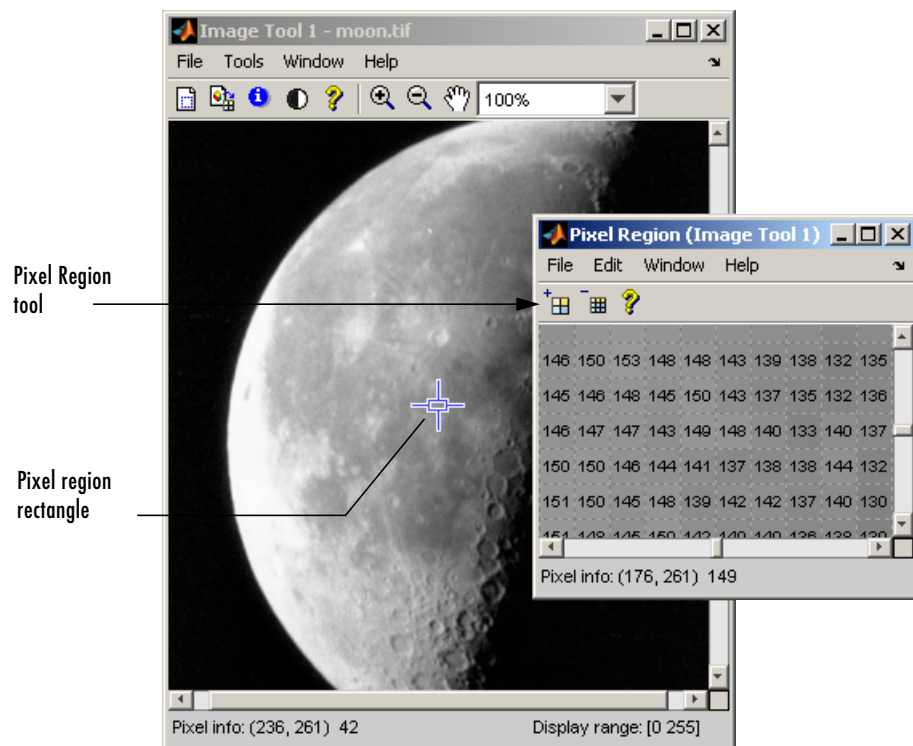 Image Tool 1 - moon.tif
File Tools Window Help
100%
Pixel Region (Image Tool 1)
File Edit Window Help
Pixel Region
tool
146 150 153 148 148 143 139 138 132 135
145 146 148 145 150 143 137 135 132 136
146 147 147 143 149 148 140 133 140 137
150 150 146 144 141 137 138 138 144 132
151 150 145 148 139 142 142 137 140 130
Pixel region
rectangle
Pixel info: (176, 261) 149
Pixel info: (236, 261) 42
Display range: [0 255]